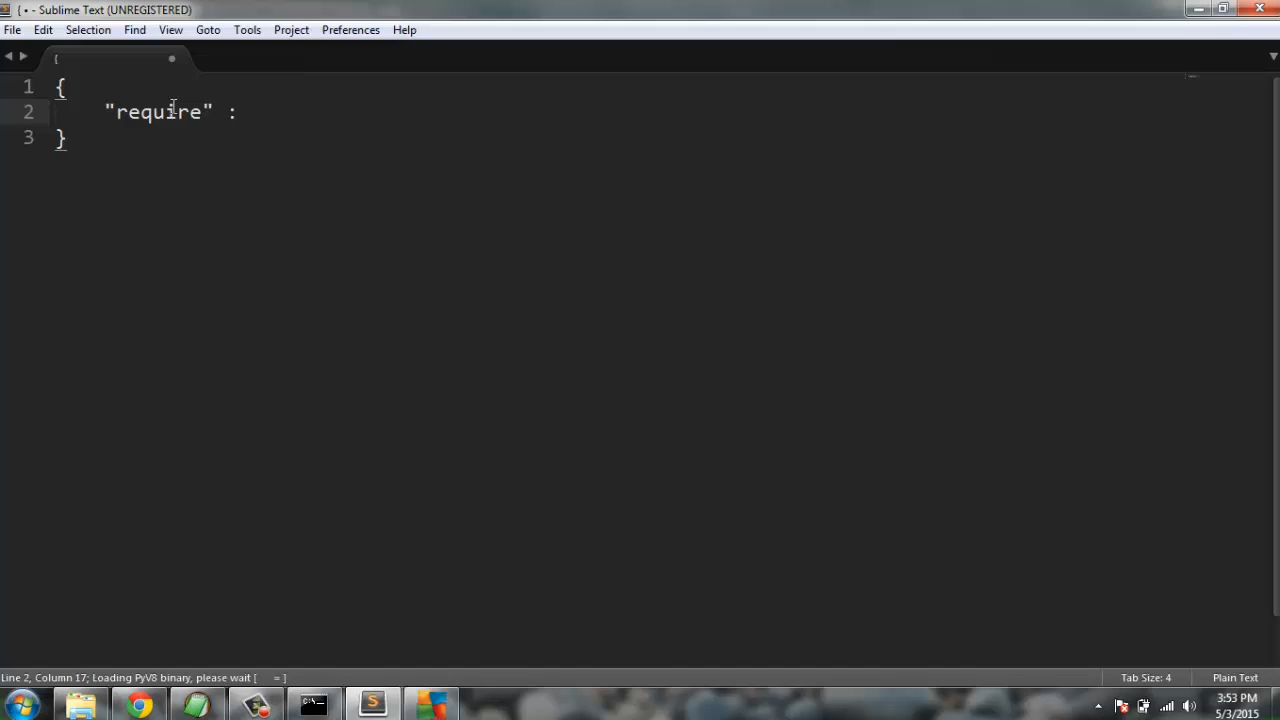 { • - Sublime Text (UNREGISTERED)
File Edit Selection Find View Goto Tools Project Preferences Help
{
1 {
2 "require" :
3 }
Line 2, Column 17; Loading PyV8 binary, please wait [ = ]
Tab Size: 4
Plain Text
3:53 PM
5/3/2015